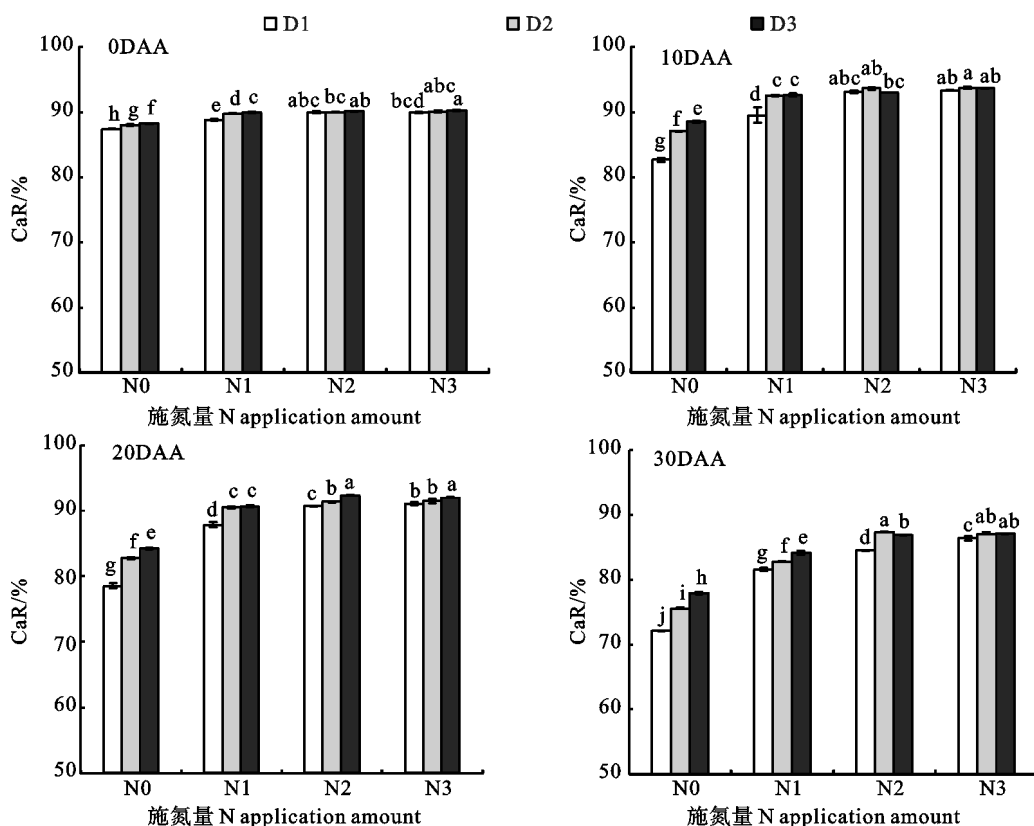 D1 D2 D3
0DAA
CaR/%
100
90
80
70
60
50
h g f e d c abc bc ab bcd abc a
N0 N1 N2 N3
施氮量 N application amount
10DAA
CaR/%
100
90
80
70
60
50
g f e d c c abc ab bc ab a ab
N0 N1 N2 N3
施氮量 N application amount
20DAA
CaR/%
100
90
80
70
60
50
g f e d c c c b a b b a
N0 N1 N2 N3
施氮量 N application amount
30DAA
CaR/%
100
90
80
70
60
50
j i h g f e d a b c ab ab
N0 N1 N2 N3
施氮量 N application amount